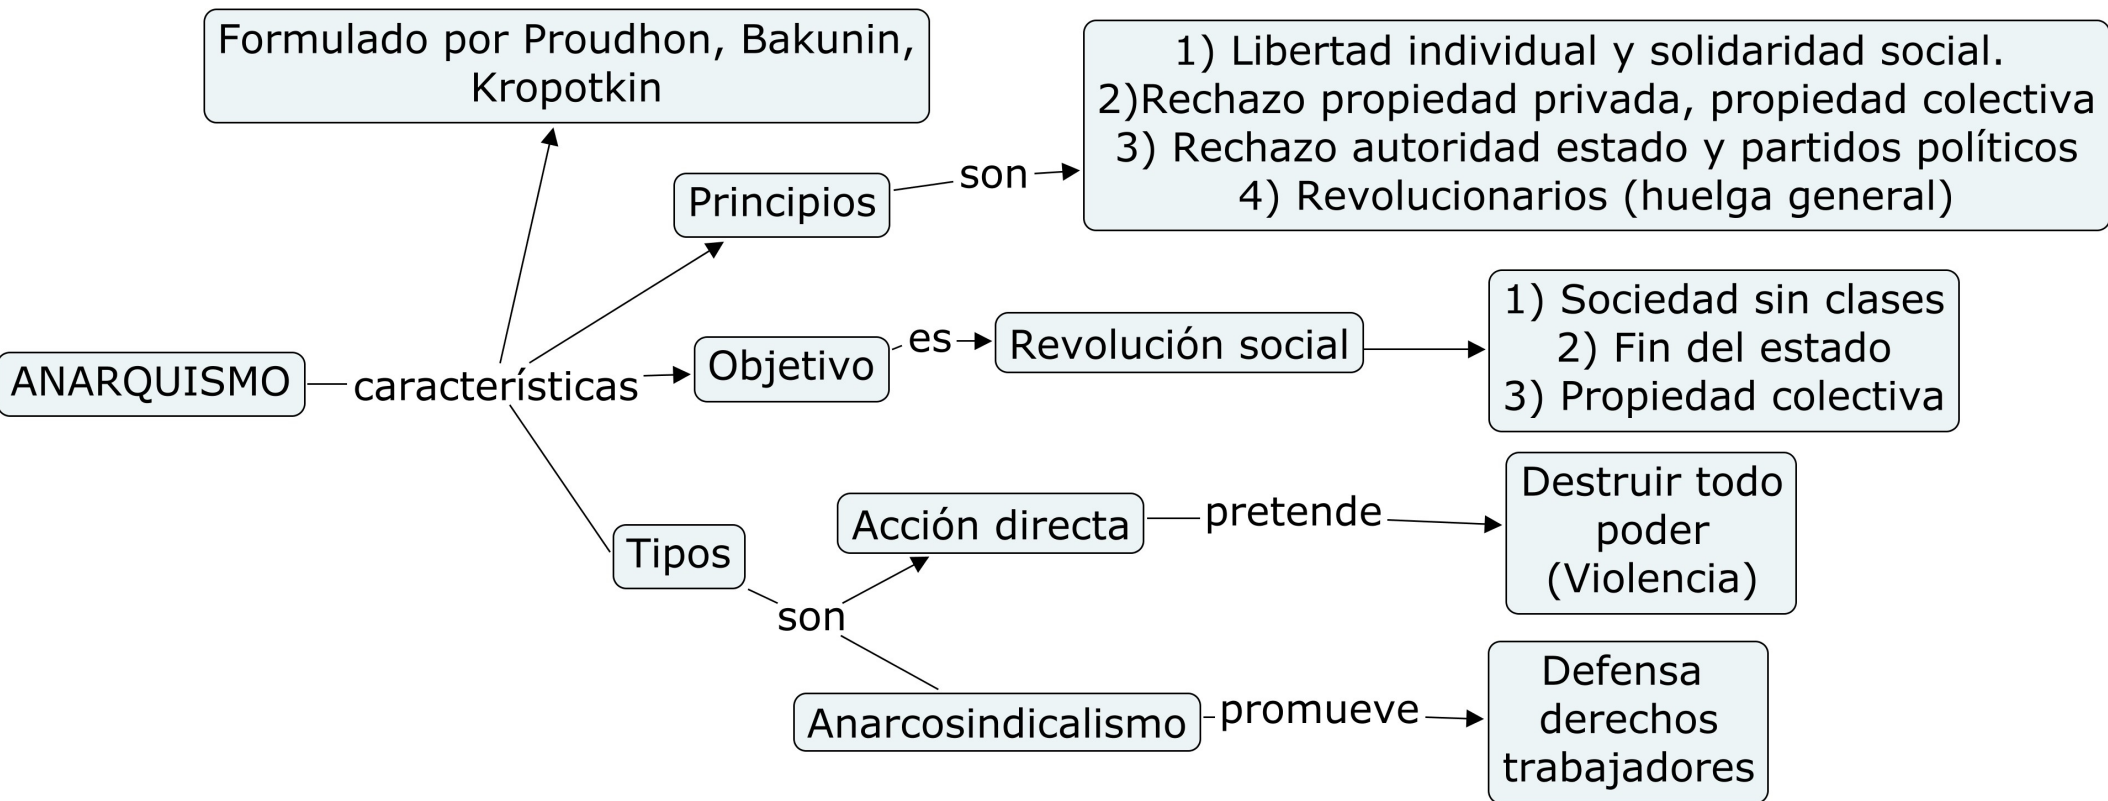 Formulado por Proudhon, Bakunin,
Kropotkin
1) Libertad individual y solidaridad social.
2)Rechazo propiedad privada, propiedad colectiva
3) Rechazo autoridad estado y partidos políticos
4) Revolucionarios (huelga general)
Principios
son
ANARQUISMO
características
Objetivo
es
Revolución social
1) Sociedad sin clases
2) Fin del estado
3) Propiedad colectiva
Tipos
son
Acción directa
pretende
Destruir todo
poder
(Violencia)
Anarcosindicalismo
promueve
Defensa
derechos
trabajadores